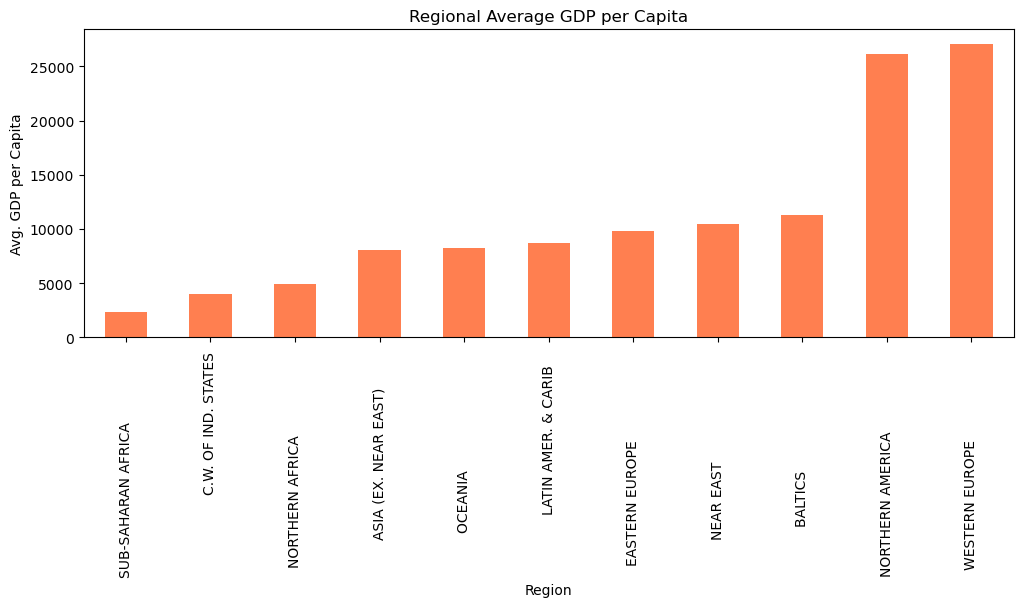 Regional Average GDP per Capita
Avg. GDP per Capita
25000
20000
15000
10000
5000
0
SUB-SAHARAN AFRICA
C.W. OF IND. STATES
NORTHERN AFRICA
ASIA (EX. NEAR EAST)
OCEANIA
LATIN AMER. & CARIB
EASTERN EUROPE
NEAR EAST
BALTICS
NORTHERN AMERICA
WESTERN EUROPE
Region